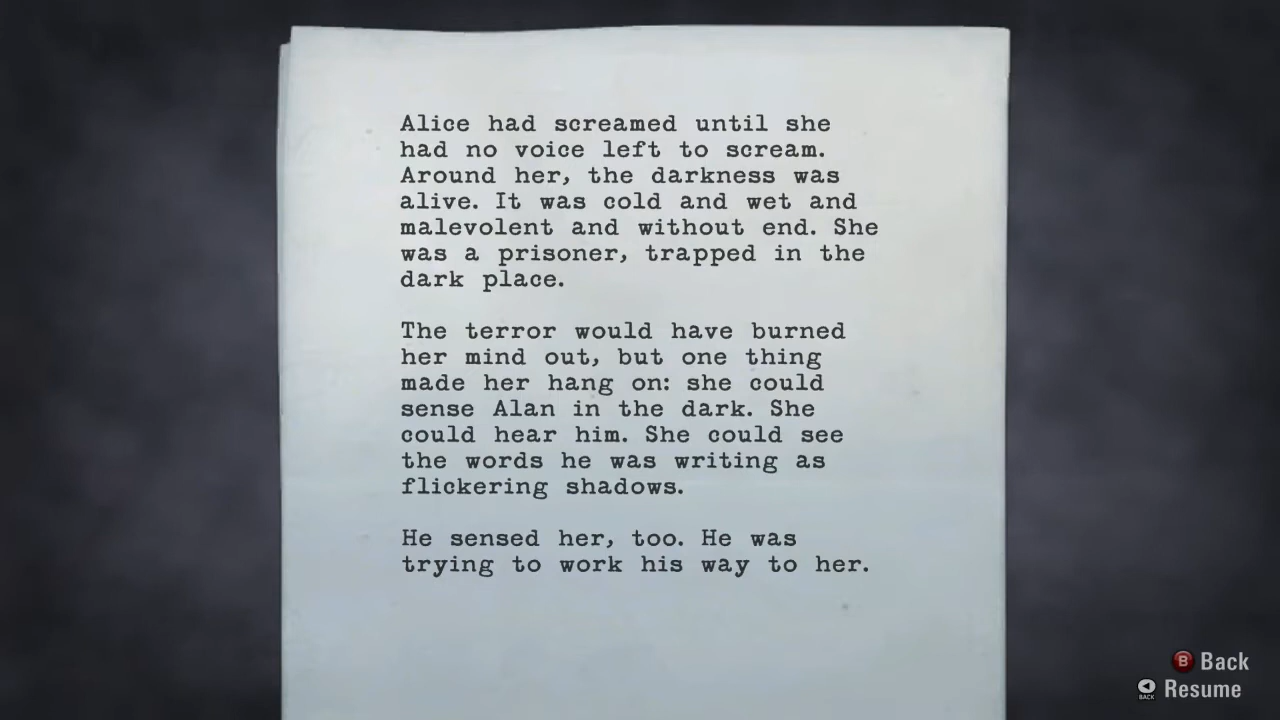 Alice had screamed until she
had no voice left to scream.
Around her, the darkness was
alive. It was cold and wet and
malevolent and without end. She
was a prisoner, trapped in the
dark place.
The terror would have burned
her mind out, but one thing
made her hang on: she could
sense Alan in the dark. She
could hear him. She could see
the words he was writing as
flickering shadows.
He sensed her, too. He was
trying to work his way to her.
B Back
BACK Resume